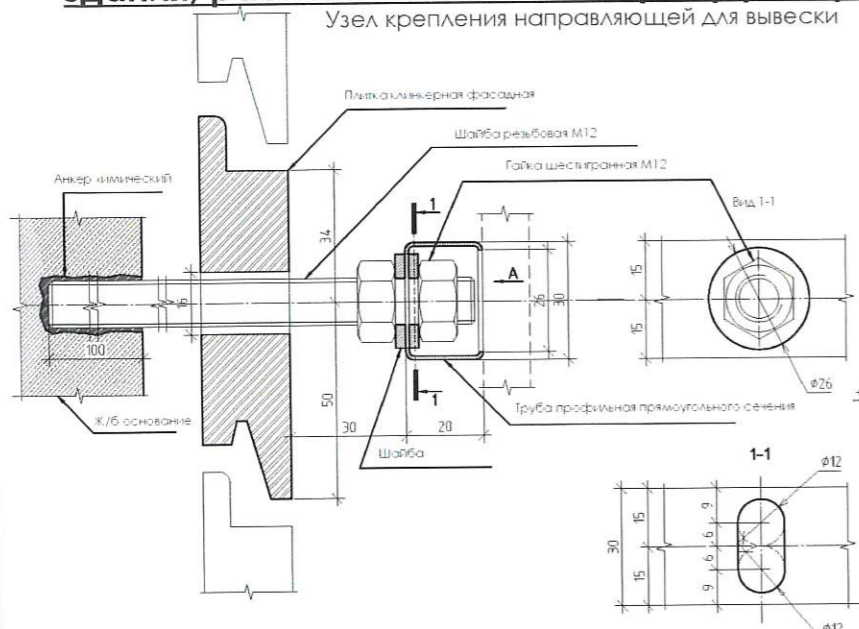 Узел крепления направляющей для вывески
Плитка клинкерная фасадная
Шайба резьбовая М12
Анкер химический
Гайка шестигранная М12
1
Вид 1-1
34
15
А
16
26
30
15
100
Ø26
1
50
Труба профильная прямоугольного сечения
Ж/б основание
30
20
Шайба
1-1
Ø12
9
15
6
30
6
15
9
Ø12